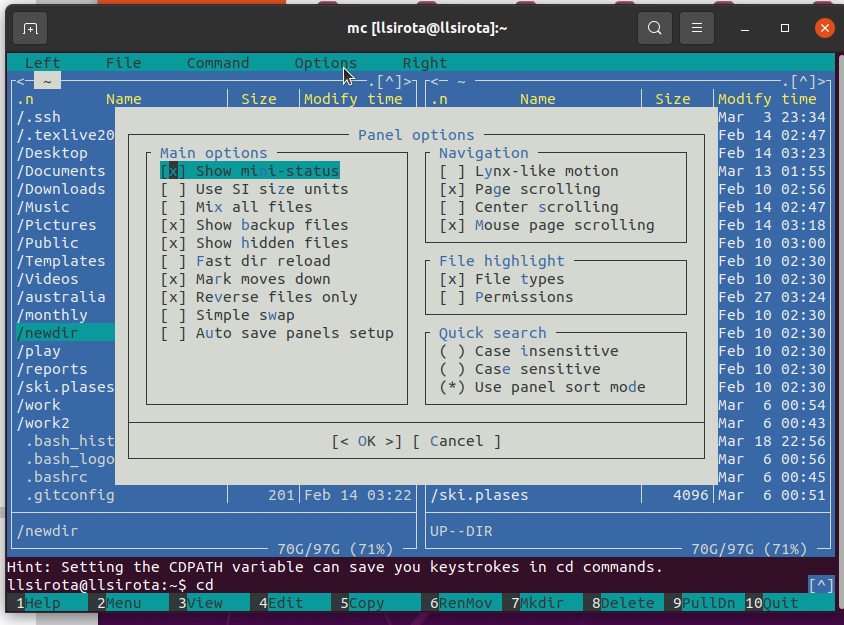 mc [llsirota@llsirota]:~
Left File Command Options Right
<─ ~ .[^]> <─ ~ .[^]>
.n Name Size Modify time .n Name Size Modify time
/.ssh Mar 3 23:34
/.texlive20 Feb 14 02:47
/Desktop Feb 14 03:23
/Documents Mar 13 01:55
/Downloads Feb 10 02:56
/Music Feb 14 02:47
/Pictures Feb 14 03:18
/Public Feb 10 03:00
/Templates Feb 10 02:30
/Videos Feb 10 02:30
/australia Feb 27 03:24
/monthly Feb 10 02:30
/newdir Feb 10 02:30
/play Feb 10 02:30
/reports Feb 10 02:30
/ski.plases Feb 10 02:30
/work Mar 6 00:54
/work2 Mar 6 00:43
.bash_hist Mar 18 22:56
.bash_logo Mar 6 00:56
.bashrc Mar 6 00:45
.gitconfig 201 Feb 14 03:22 /ski.plases 4096 Mar 6 00:51
Panel options
Main options
[x] Show mini-status
[ ] Use SI size units
[ ] Mix all files
[x] Show backup files
[x] Show hidden files
[ ] Fast dir reload
[x] Mark moves down
[x] Reverse files only
[ ] Simple swap
[ ] Auto save panels setup
Navigation
[ ] Lynx-like motion
[x] Page scrolling
[ ] Center scrolling
[x] Mouse page scrolling
File highlight
[x] File types
[ ] Permissions
Quick search
( ) Case insensitive
( ) Case sensitive
(*) Use panel sort mode
[< OK >] [ Cancel ]
/newdir UP--DIR
70G/97G (71%) 70G/97G (71%)
Hint: Setting the CDPATH variable can save you keystrokes in cd commands.
llsirota@llsirota:~$ cd [^]
1Help 2Menu 3View 4Edit 5Copy 6RenMov 7Mkdir 8Delete 9PullDn 10Quit